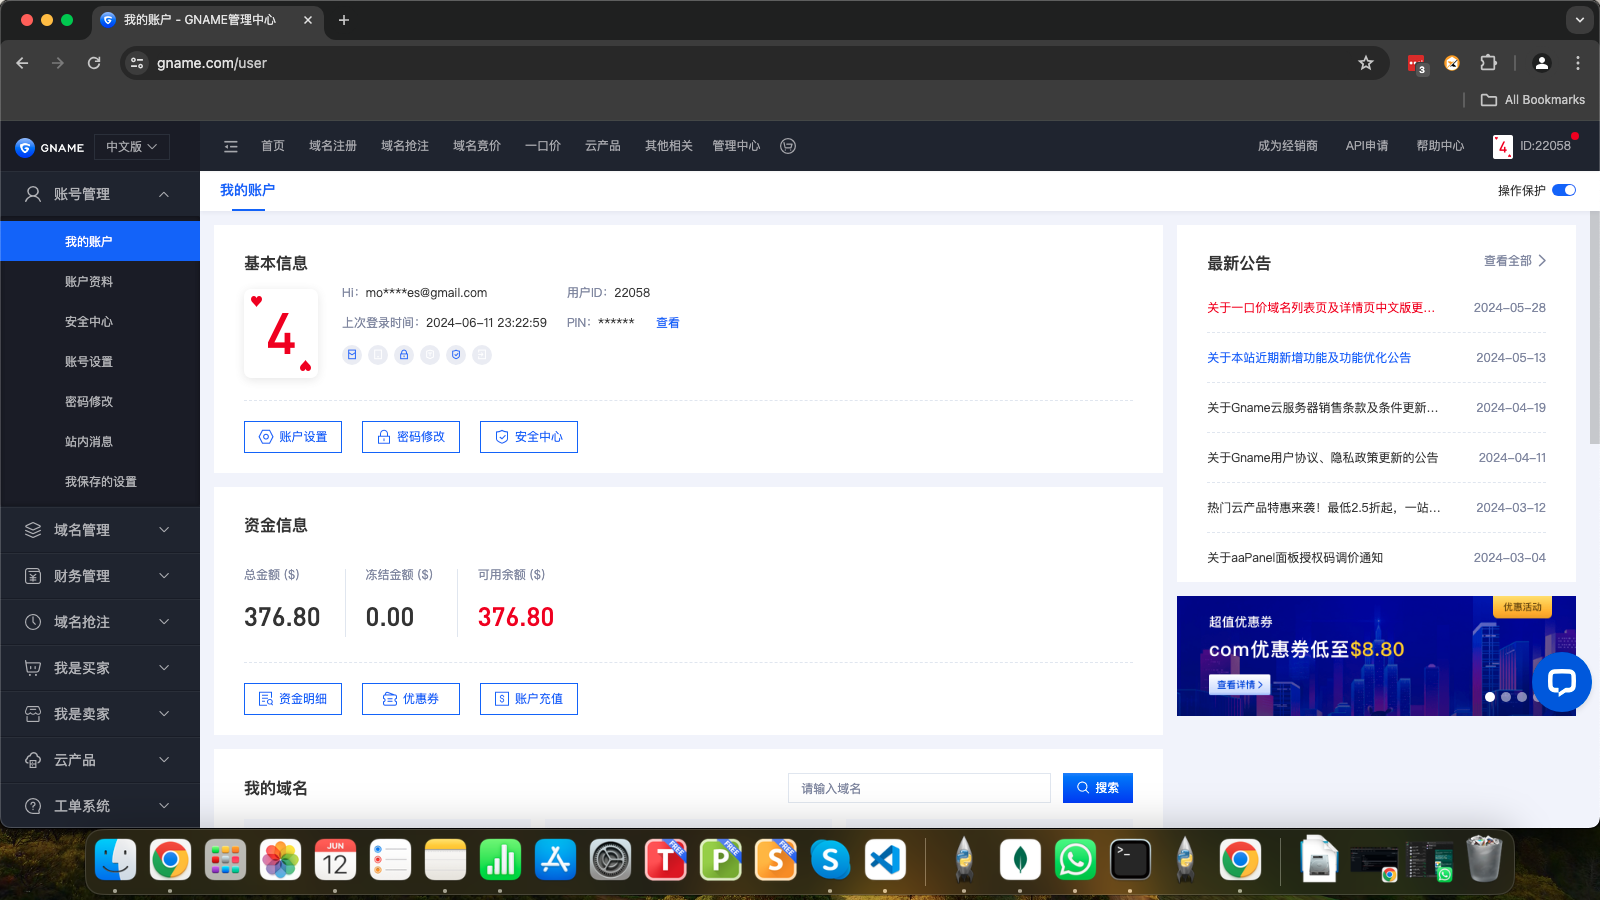 我的账户 - GNAME管理中心
gname.com/user
3
All Bookmarks
GNAME
中文版
首页
域名注册
域名抢注
域名竞价
一口价
云产品
其他相关
管理中心
成为经销商
API申请
帮助中心
4
ID:22058
账号管理
我的账户
账户资料
安全中心
账号设置
密码修改
站内消息
我保存的设置
域名管理
财务管理
域名抢注
我是买家
我是卖家
云产品
工单系统
我的账户
操作保护
基本信息
4
Hi：mo****es@gmail.com
用户ID：22058
上次登录时间：2024-06-11 23:22:59
PIN：******
查看
账户设置
密码修改
安全中心
资金信息
总金额 ($)
冻结金额 ($)
可用余额 ($)
376.80
0.00
376.80
资金明细
优惠券
账户充值
我的域名
请输入域名
搜索
最新公告
查看全部
关于一口价域名列表页及详情页中文版更...
2024-05-28
关于本站近期新增功能及功能优化公告
2024-05-13
关于Gname云服务器销售条款及条件更新...
2024-04-19
关于Gname用户协议、隐私政策更新的公告
2024-04-11
热门云产品特惠来袭！最低2.5折起，一站...
2024-03-12
关于aaPanel面板授权码调价通知
2024-03-04
优惠活动
超值优惠券
com优惠券低至$8.80
查看详情
JUN
12
T
FREE
P
FREE
S
FREE
S
>_